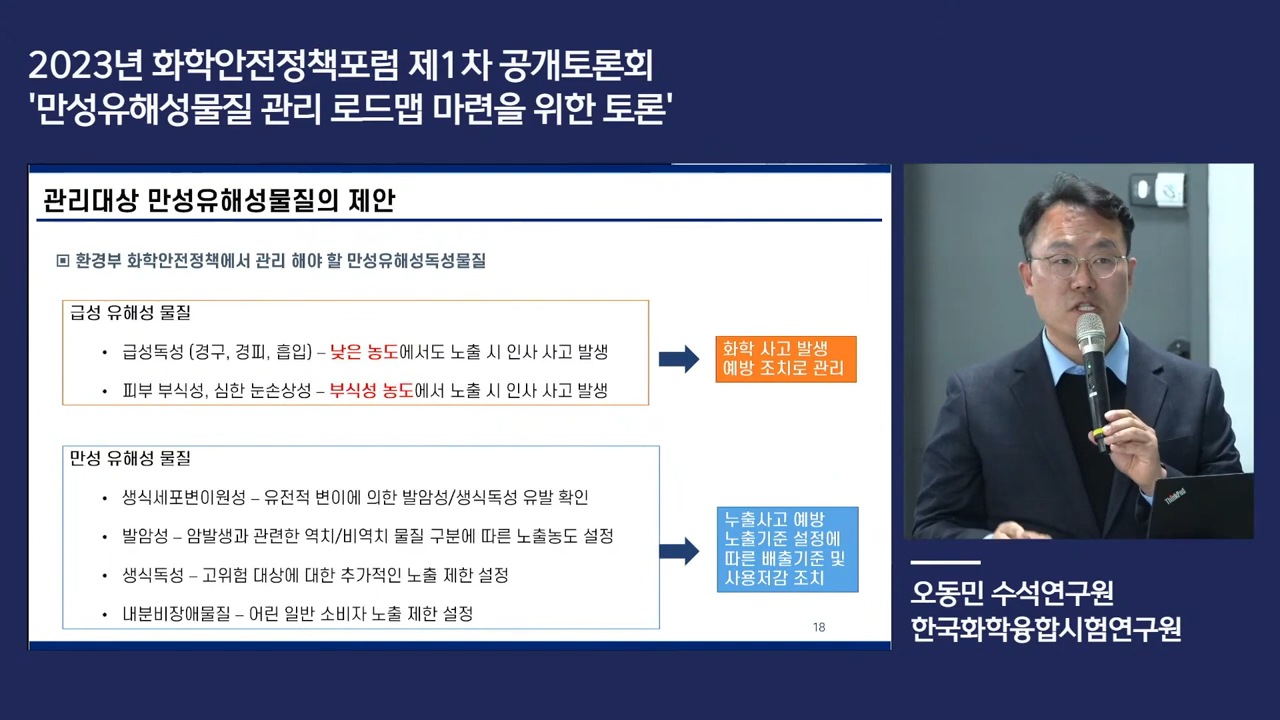 2023년 화학안전정책포럼 제1차 공개토론회
'만성유해성물질 관리 로드맵 마련을 위한 토론'
관리대상 만성유해성물질의 제안
▣ 환경부 화학안전정책에서 관리 해야 할 만성유해성독성물질
급성 유해성 물질
• 급성독성 (경구, 경피, 흡입) – 낮은 농도에서도 노출 시 인사 사고 발생
• 피부 부식성, 심한 눈손상성 – 부식성 농도에서 노출 시 인사 사고 발생
화학 사고 발생
예방 조치로 관리
만성 유해성 물질
• 생식세포변이원성 – 유전적 변이에 의한 발암성/생식독성 유발 확인
• 발암성 – 암발생과 관련한 역치/비역치 물질 구분에 따른 노출농도 설정
• 생식독성 – 고위험 대상에 대한 추가적인 노출 제한 설정
• 내분비장애물질 – 어린 일반 소비자 노출 제한 설정
누출사고 예방
노출기준 설정에
따른 배출기준 및
사용저감 조치
18
ThinkPad
오동민 수석연구원
한국화학융합시험연구원